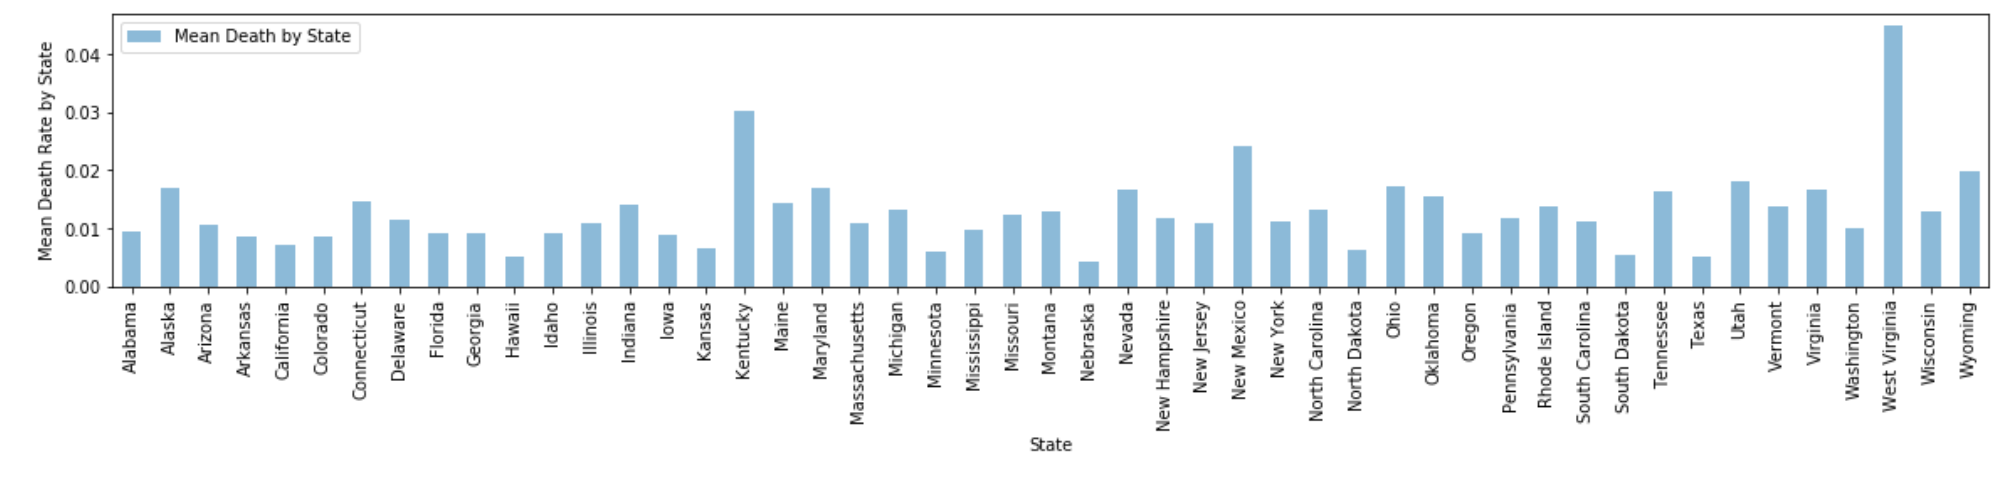 Mean Death by State
Mean Death Rate by State
0.04
0.03
0.02
0.01
0.00
Alabama
Alaska
Arizona
Arkansas
California
Colorado
Connecticut
Delaware
Florida
Georgia
Hawaii
Idaho
Illinois
Indiana
Iowa
Kansas
Kentucky
Maine
Maryland
Massachusetts
Michigan
Minnesota
Mississippi
Missouri
Montana
Nebraska
Nevada
New Hampshire
New Jersey
New Mexico
New York
North Carolina
North Dakota
Ohio
Oklahoma
Oregon
Pennsylvania
Rhode Island
South Carolina
South Dakota
Tennessee
Texas
Utah
Vermont
Virginia
Washington
West Virginia
Wisconsin
Wyoming
State